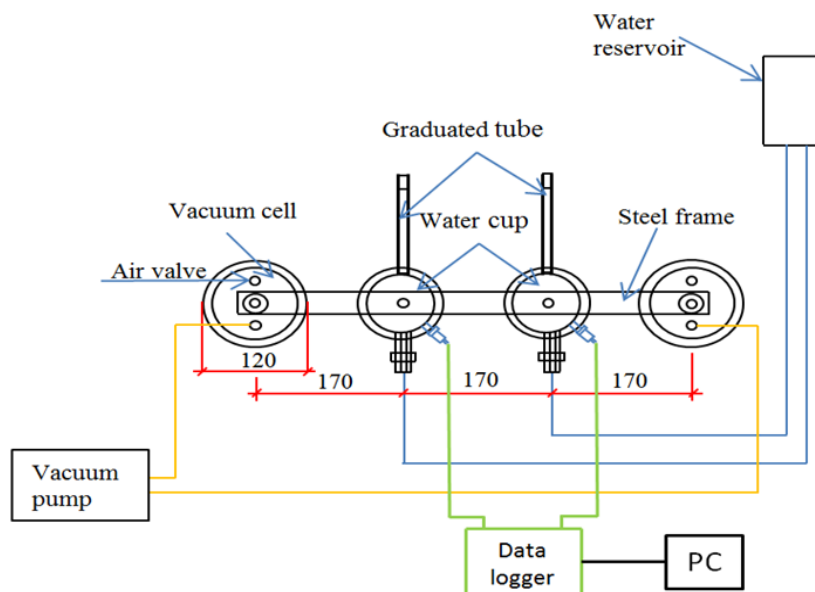 Water
reservoir
Graduated tube
Vacuum cell
Water cup
Steel frame
Air valve
120
170
170
170
Vacuum
pump
Data
logger
PC